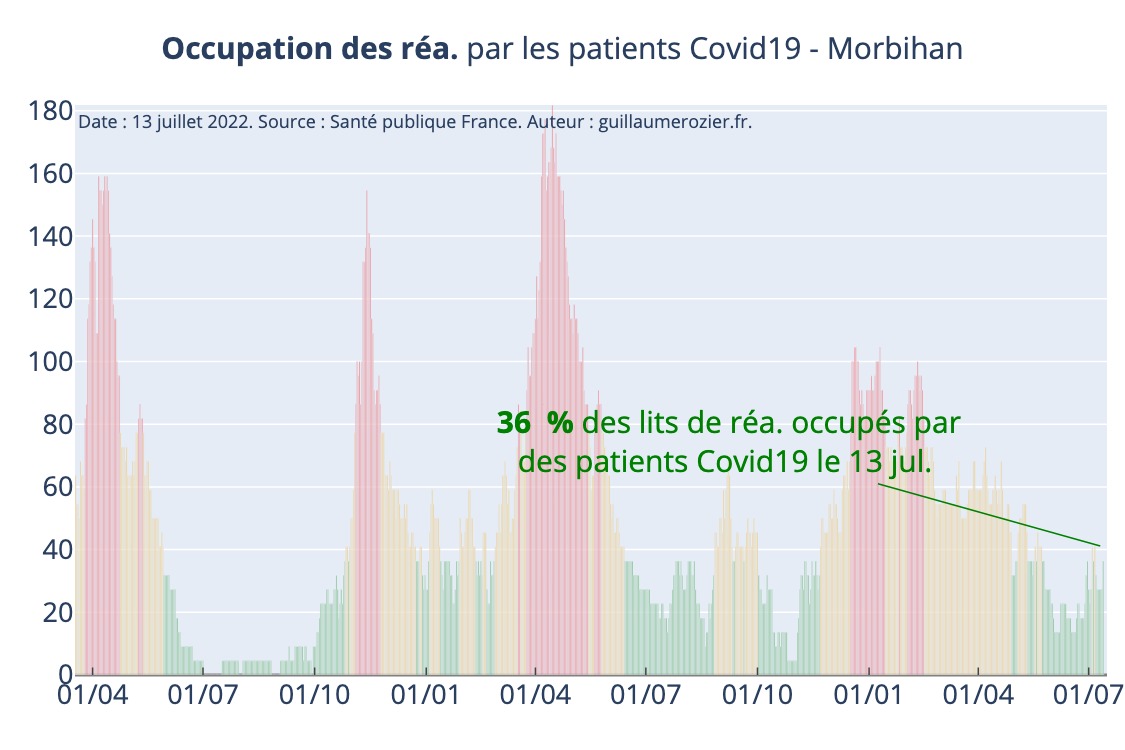 Occupation des réa. par les patients Covid19 - Morbihan
180
Date : 13 juillet 2022. Source : Santé publique France. Auteur : guillaumerozier.fr.
160
140
120
100
80
36  % des lits de réa. occupés par
des patients Covid19 le 13 jul.
60
40
20
0
01/04 01/07 01/10 01/01 01/04 01/07 01/10 01/01 01/04 01/07